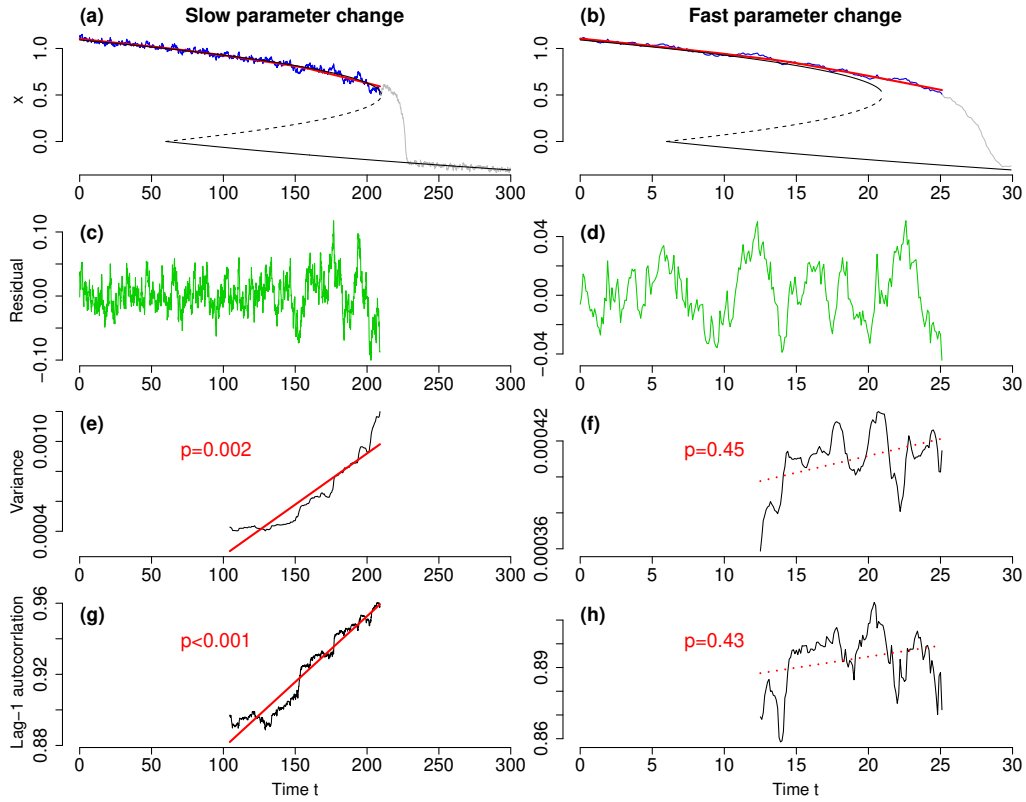 Slow parameter change
Fast parameter change
(a)
x
0.0 0.5 1.0
0 50 100 150 200 250 300
(b)
0.0 0.5 1.0
0 5 10 15 20 25 30
(c)
Residual
−0.10 0.00 0.10
0 50 100 150 200 250 300
(d)
−0.04 0.00 0.04
0 5 10 15 20 25 30
(e)
p=0.002
Variance
0.0004 0.0010
0 50 100 150 200 250 300
(f)
p=0.45
0.00036 0.00042
0 5 10 15 20 25 30
(g)
p<0.001
Lag−1 autocorrlation
0.88 0.92 0.96
0 50 100 150 200 250 300
Time t
(h)
p=0.43
0.86 0.89
0 5 10 15 20 25 30
Time t